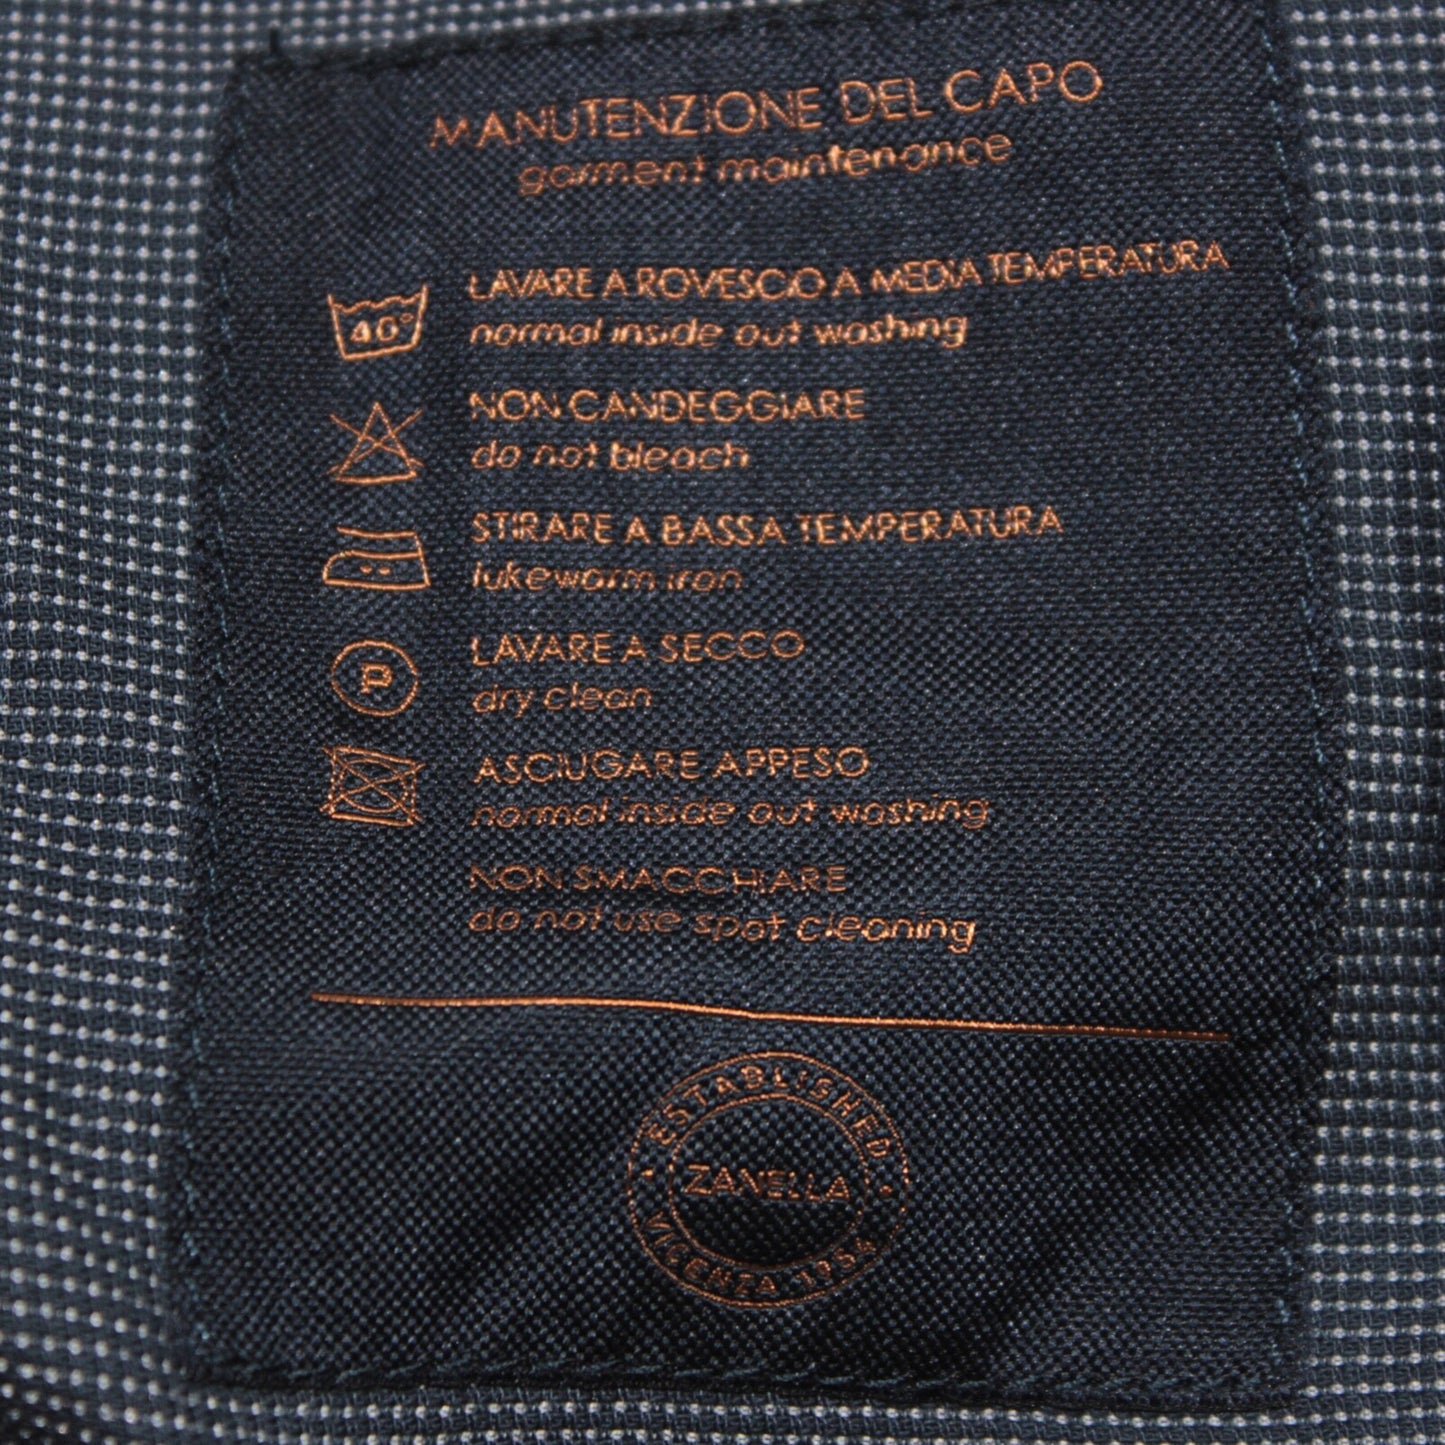 MANUTENZIONE DEL CAPO
garment maintenance
40°
LAVARE A ROVESCIO A MEDIA TEMPERATURA
normal inside out washing
NON CANDEGGIARE
do not bleach
STIRARE A BASSA TEMPERATURA
lukewarm iron
P
LAVARE A SECCO
dry clean
ASCIUGARE APPESO
normal inside out washing
NON SMACCHIARE
do not use spot cleaning
ESTABLISHED
ZANELLA
VICENZA 1954